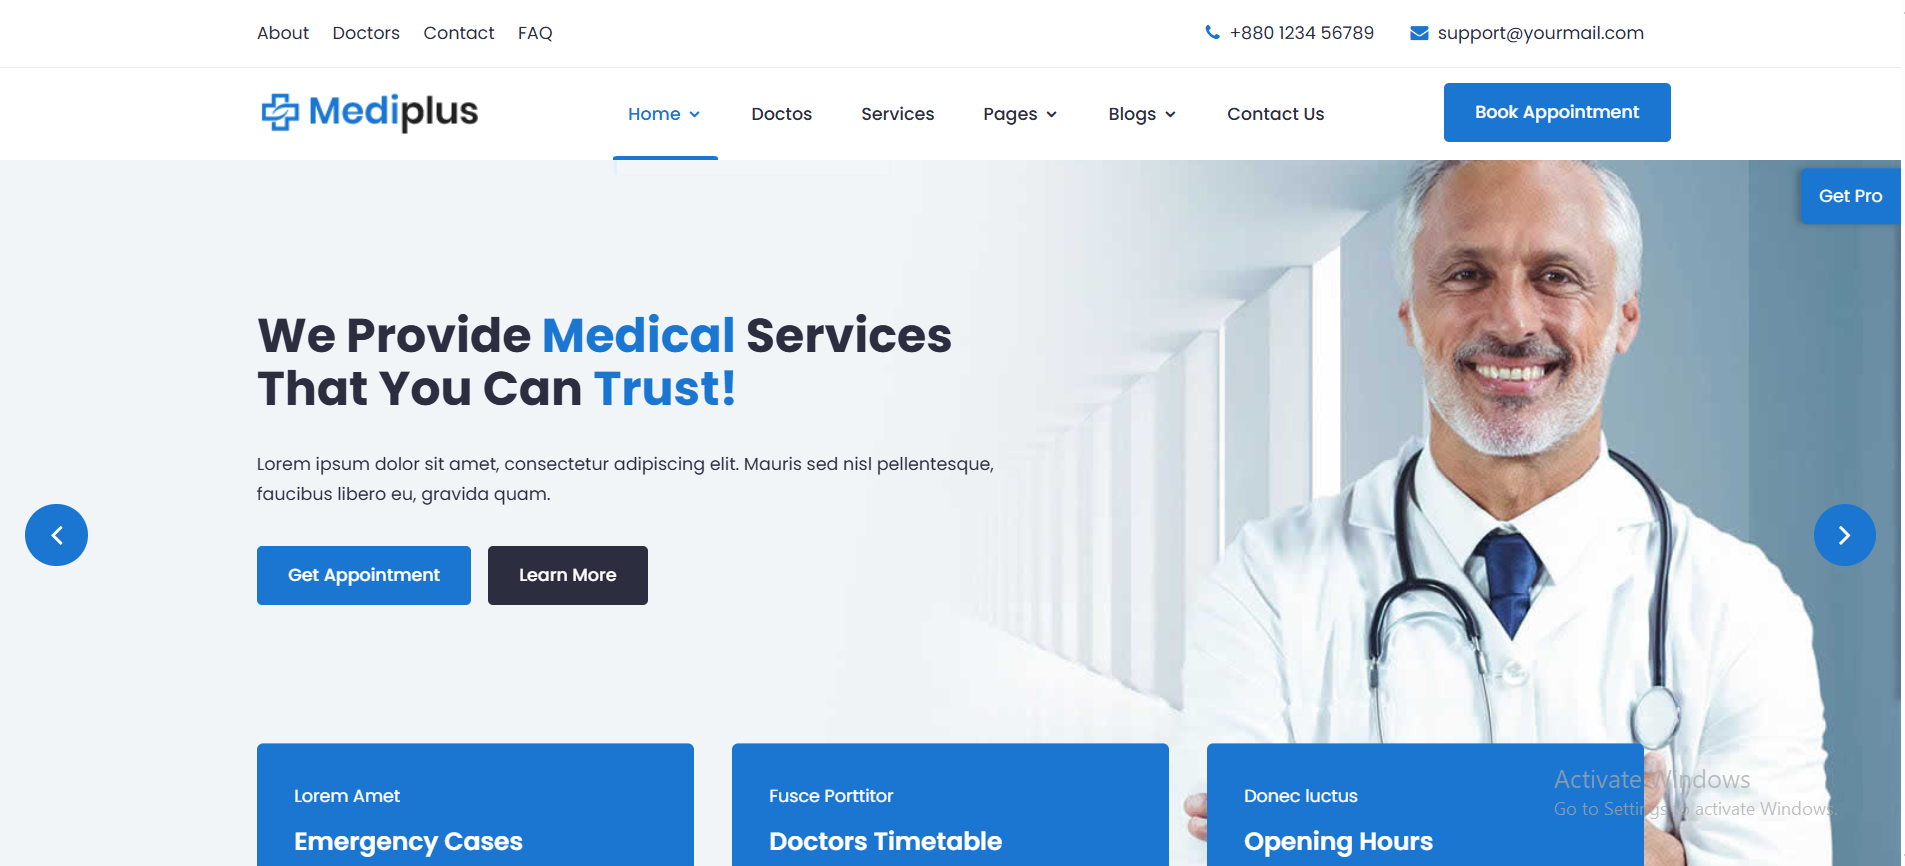 About Doctors Contact FAQ
+880 1234 56789 support@yourmail.com
Mediplus
Home Doctos Services Pages Blogs Contact Us
Book Appointment
Get Pro
We Provide Medical Services
That You Can Trust!
Lorem ipsum dolor sit amet, consectetur adipiscing elit. Mauris sed nisl pellentesque,
faucibus libero eu, gravida quam.
Get Appointment Learn More
Lorem Amet
Emergency Cases
Fusce Porttitor
Doctors Timetable
Donec luctus
Opening Hours
Activate Windows
Go to Settings to activate Windows.